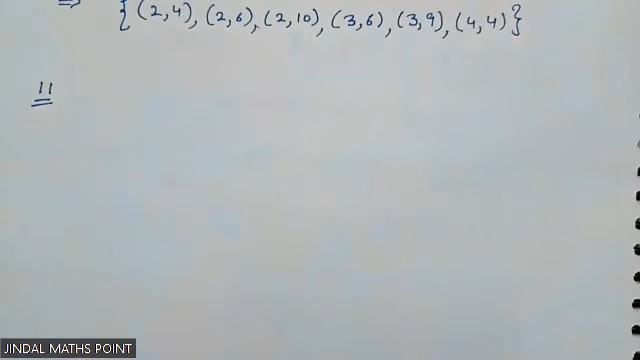 ⇒ {(2,4), (2,6), (2,10), (3,6), (3,9), (4,4)}
11
JINDAL MATHS POINT